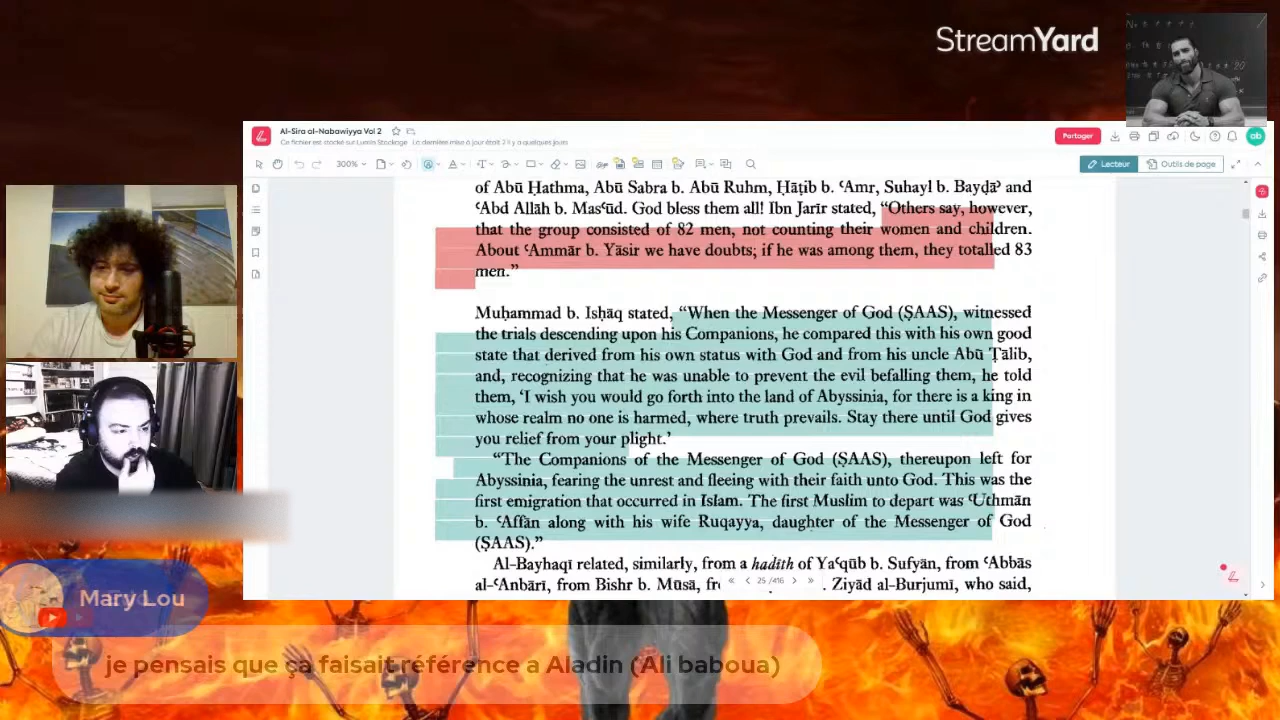 StreamYard
Al-Sira al-Nabawiyya Vol 2
Partager
ab
300%
Lecteur
Outils de page
of Abū Ḥathma, Abū Sabra b. Abū Ruhm, Ḥāṭib b. ʿAmr, Suhayl b. Bayḍāʾ and
ʿAbd Allāh b. Masʿūd. God bless them all! Ibn Jarīr stated, “Others say, however,
that the group consisted of 82 men, not counting their women and children.
About ʿAmmār b. Yāsir we have doubts; if he was among them, they totalled 83
men.”
Muḥammad b. Isḥāq stated, “When the Messenger of God (ṢAAS), witnessed
the trials descending upon his Companions, he compared this with his own good
state that derived from his own status with God and from his uncle Abū Ṭālib,
and, recognizing that he was unable to prevent the evil befalling them, he told
them, ‘I wish you would go forth into the land of Abyssinia, for there is a king in
whose realm no one is harmed, where truth prevails. Stay there until God gives
you relief from your plight.’
“The Companions of the Messenger of God (ṢAAS), thereupon left for
Abyssinia, fearing the unrest and fleeing with their faith unto God. This was the
first emigration that occurred in Islam. The first Muslim to depart was ʿUthmān
b. ʿAffān along with his wife Ruqayya, daughter of the Messenger of God
(ṢAAS).”
Al-Bayhaqī related, similarly, from a hadith of Yaʿqūb b. Sufyān, from ʿAbbās
al-ʿAnbārī, from Bishr b. Mūsā, fr
25 /416
Ziyād al-Burjumī, who said,
Mary Lou
je pensais que ça faisait référence a Aladin (Ali baboua)